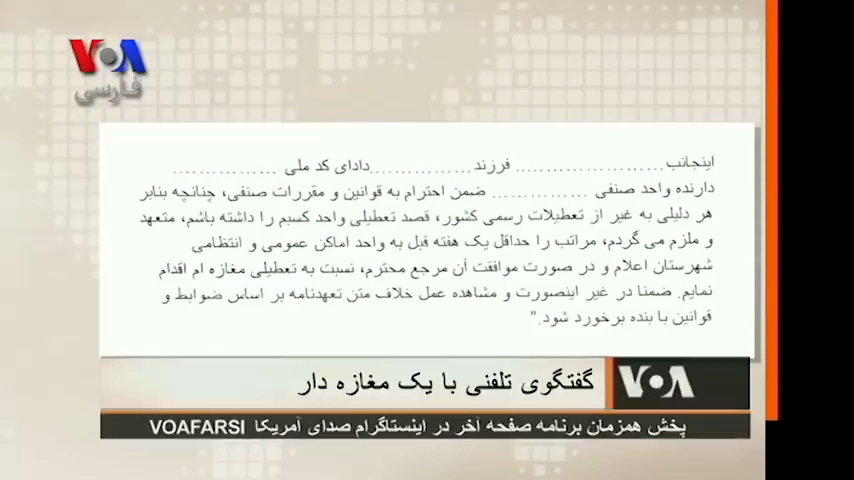 VOA
فارسی
اینجانب...................... فرزند................دادای کد ملی ................
دارنده واحد صنفی .............. ضمن احترام به قوانین و مقررات صنفی، چنانچه بنابر
هر دلیلی به غیر از تعطیلات رسمی کشور، قصد تعطیلی واحد کسبم را داشته باشم، متعهد
و ملزم می گردم، مراتب را حداقل یک هفته قبل به واحد اماکن عمومی و انتظامی
شهرستان اعلام و در صورت موافقت آن مرجع محترم، نسبت به تعطیلی مغازه ام اقدام
نمایم. ضمنا در غیر اینصورت و مشاهده عمل خلاف متن تعهدنامه بر اساس ضوابط و
قوانین با بنده برخورد شود."
گفتگوی تلفنی با یک مغازه دار
VOA
پخش همزمان برنامه صفحه آخر در اینستاگرام صدای آمریکا VOAFARSI